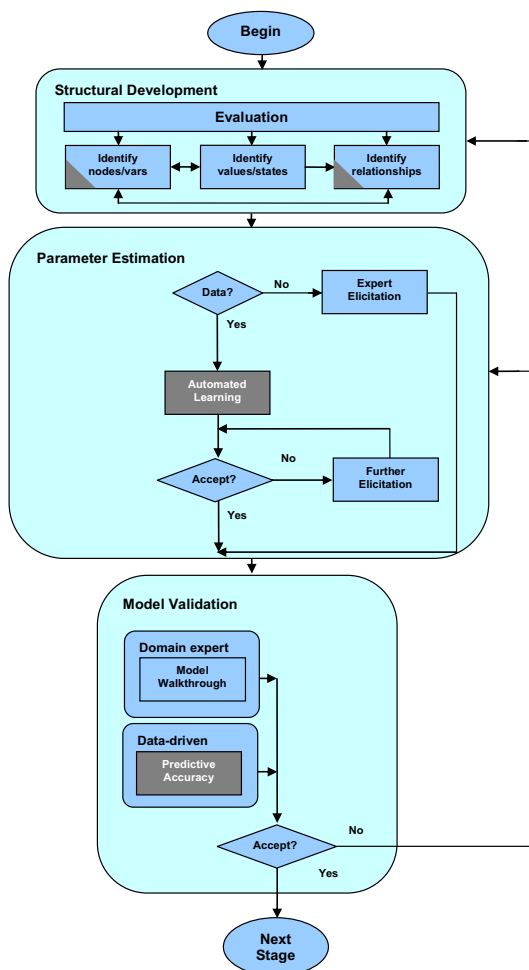 Begin
Structural Development
Evaluation
Identify
nodes/vars
Identify
values/states
Identify
relationships
Parameter Estimation
Data?
No
Expert
Elicitation
Yes
Automated
Learning
Accept?
No
Further
Elicitation
Yes
Model Validation
Domain expert
Model
Walkthrough
Data-driven
Predictive
Accuracy
Accept?
No
Yes
Next
Stage